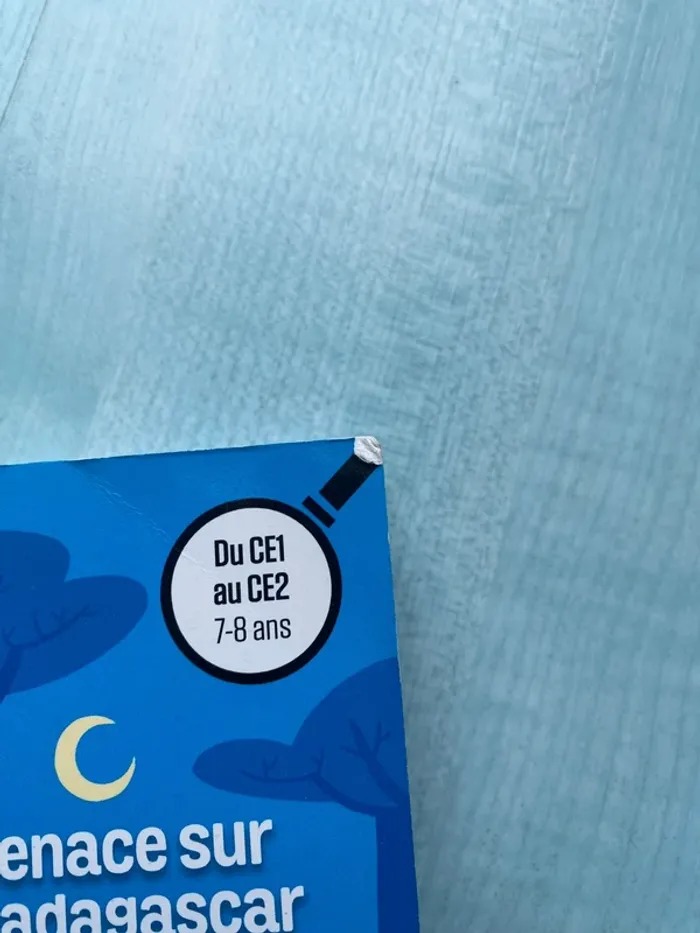 Du CE1
au CE2
7-8 ans
enace sur
adagascar